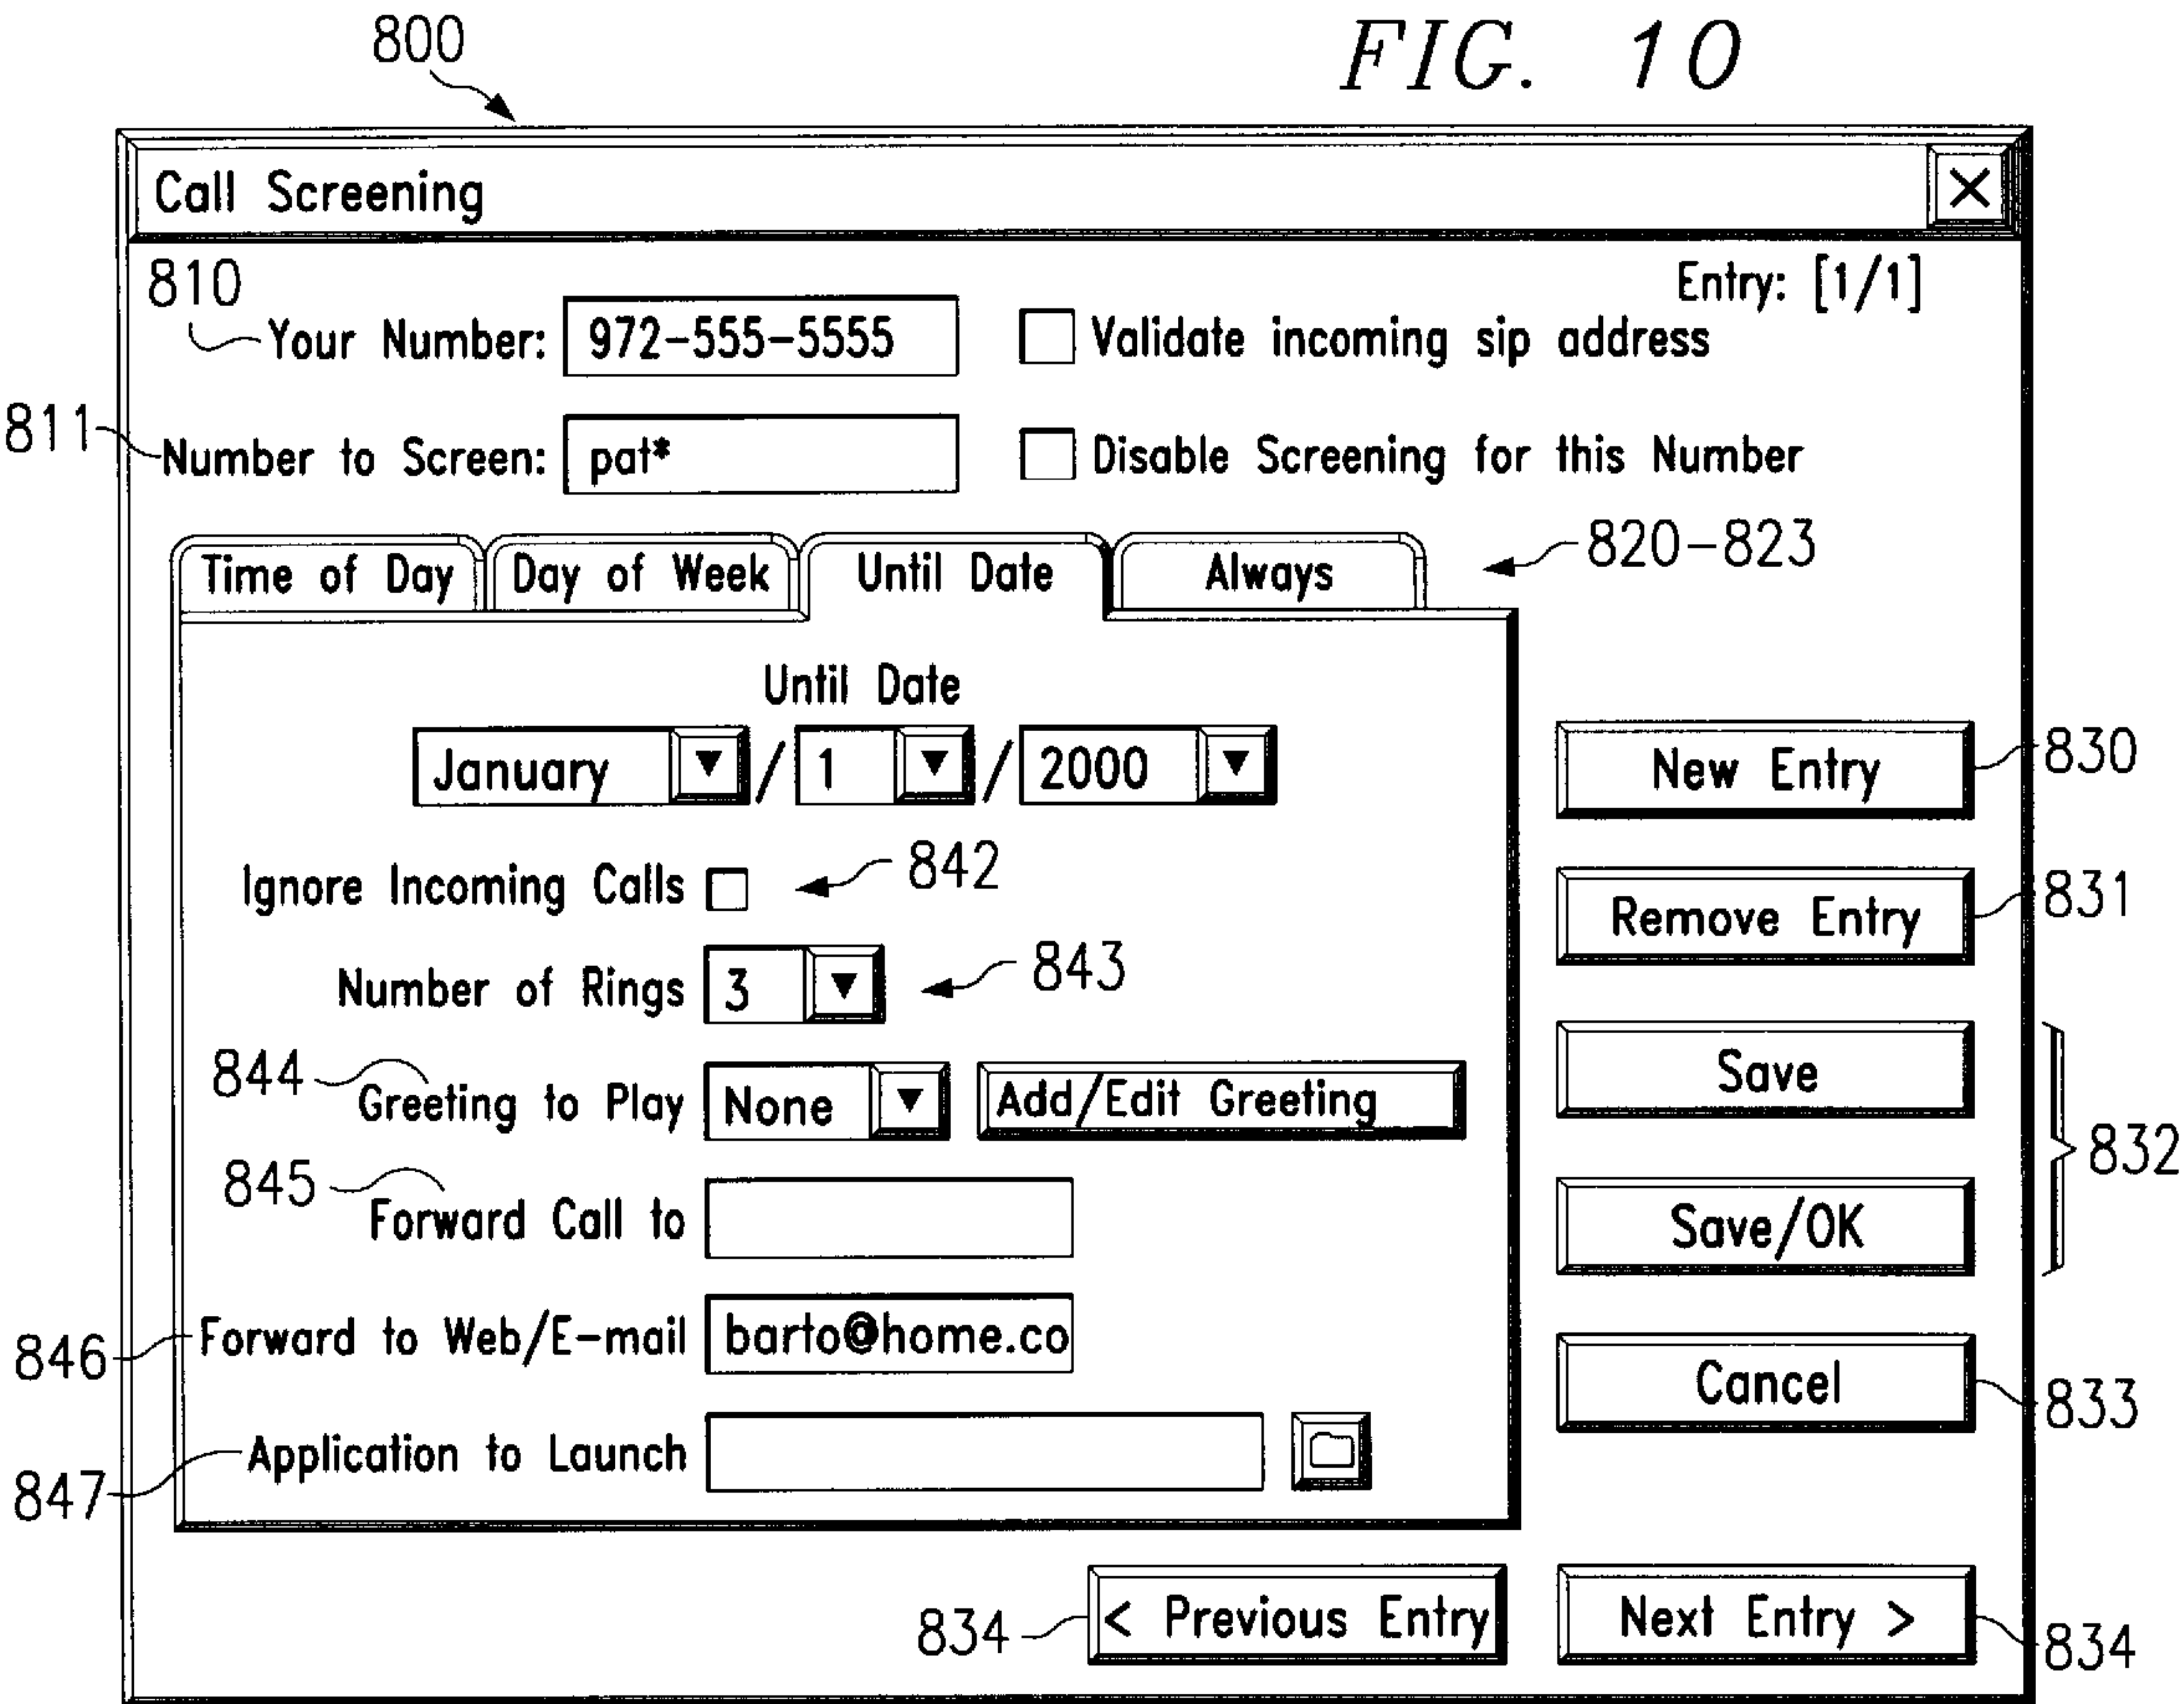 FIG. 10
800
Call Screening
Entry: [1/1]
810
Your Number: 972-555-5555
Validate incoming sip address
811
Number to Screen: pat*
Disable Screening for this Number
Time of Day Day of Week Until Date Always
820-823
Until Date
January / 1 / 2000
New Entry 830
Ignore Incoming Calls 842
Remove Entry 831
Number of Rings 3 843
Save
844 Greeting to Play None Add/Edit Greeting
832
845 Forward Call to
Save/OK
846 Forward to Web/E-mail barto@home.co
Cancel 833
847 Application to Launch
834 < Previous Entry Next Entry > 834